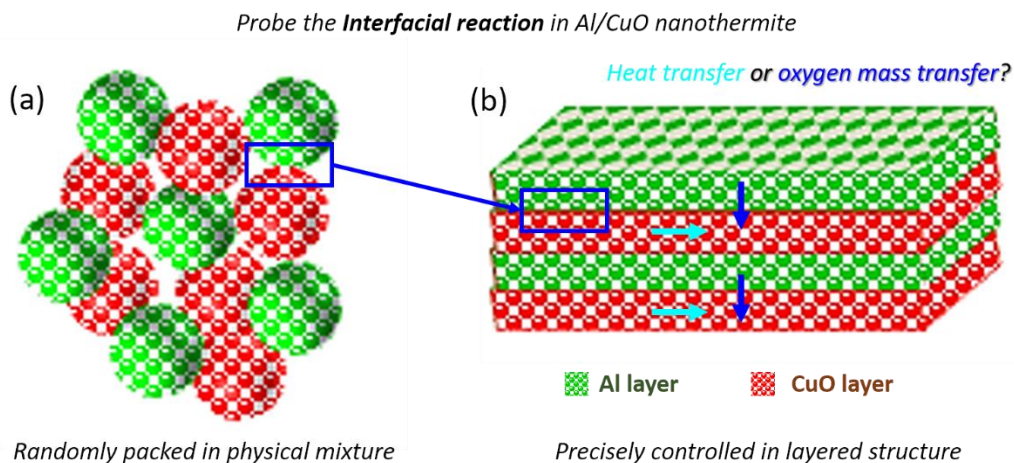 Probe the Interfacial reaction in Al/CuO nanothermite
Heat transfer or oxygen mass transfer?
(a)
(b)
Al layer
CuO layer
Randomly packed in physical mixture
Precisely controlled in layered structure